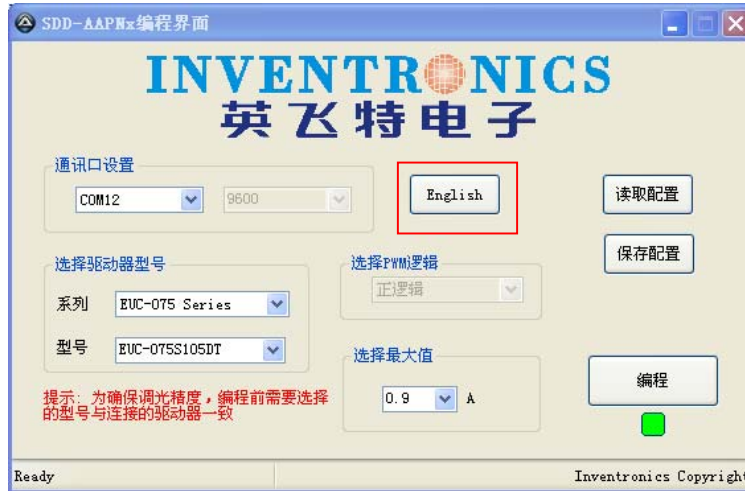 SDD-AAPNx编程界面
INVENTRONICS
英飞特电子
通讯口设置
COM12
9600
English
读取配置
保存配置
选择驱动器型号
系列
EUC-075 Series
型号
EUC-075S105DT
选择PWM逻辑
正逻辑
选择最大值
0.9
A
编程
提示: 为确保调光精度，编程前需要选择
的型号与连接的驱动器一致
Ready
Inventronics Copyright